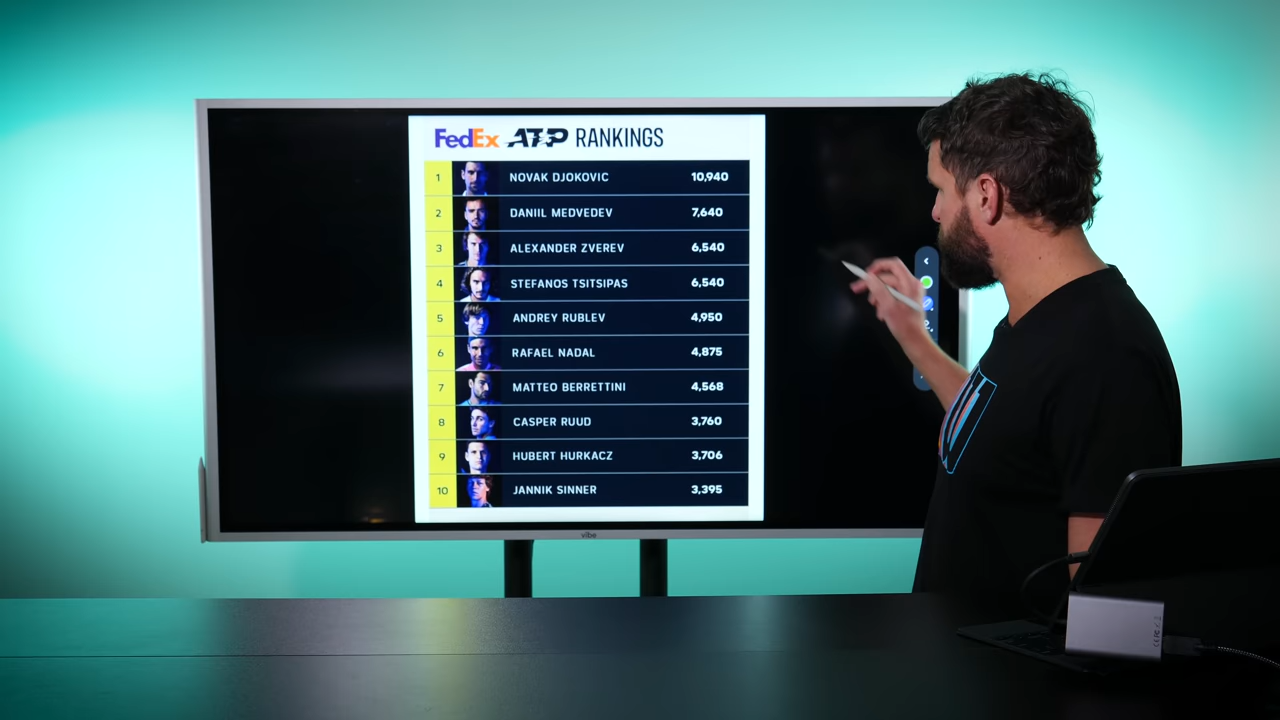 FedEx ATP RANKINGS
1 NOVAK DJOKOVIC 10,940
2 DANIIL MEDVEDEV 7,640
3 ALEXANDER ZVEREV 6,540
4 STEFANOS TSITSIPAS 6,540
5 ANDREY RUBLEV 4,950
6 RAFAEL NADAL 4,875
7 MATTEO BERRETTINI 4,568
8 CASPER RUUD 3,760
9 HUBERT HURKACZ 3,706
10 JANNIK SINNER 3,395
vibe